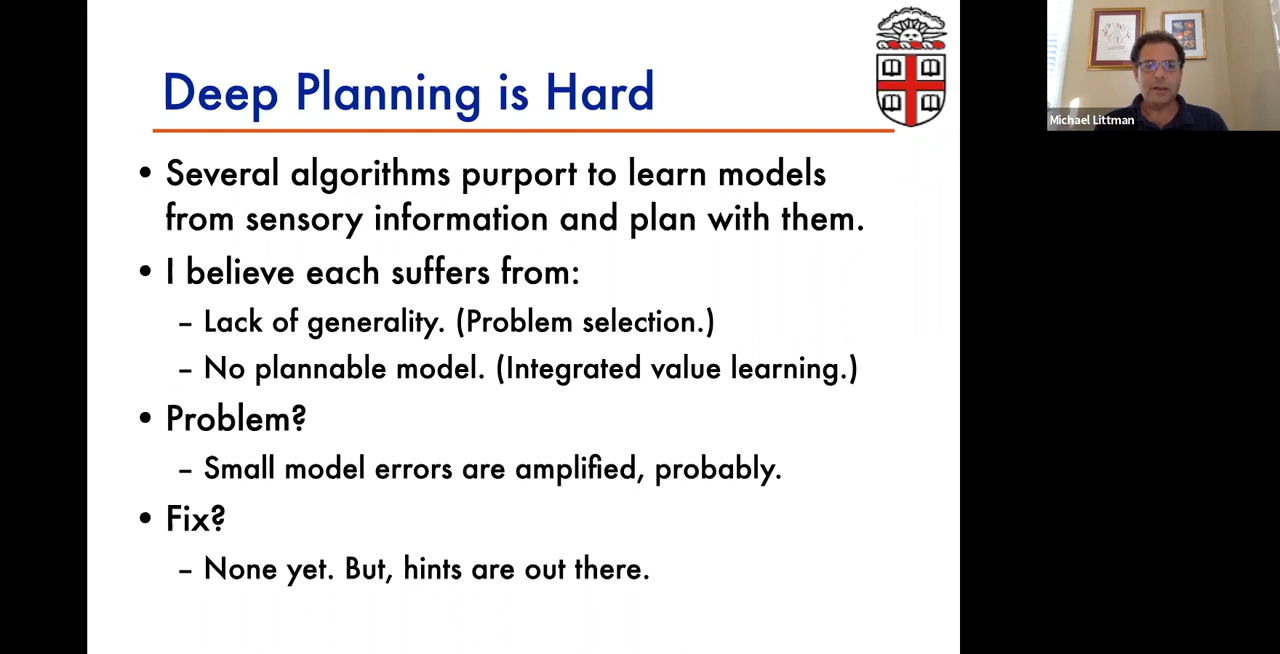 Deep Planning is Hard
• Several algorithms purport to learn models
from sensory information and plan with them.
• I believe each suffers from:
– Lack of generality. (Problem selection.)
– No plannable model. (Integrated value learning.)
• Problem?
– Small model errors are amplified, probably.
• Fix?
– None yet. But, hints are out there.
Michael Littman